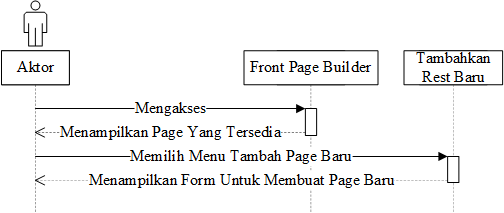 Aktor
Front Page Builder
Tambahkan
Rest Baru
Mengakses
Menampilkan Page Yang Tersedia
Memilih Menu Tambah Page Baru
Menampilkan Form Untuk Membuat Page Baru